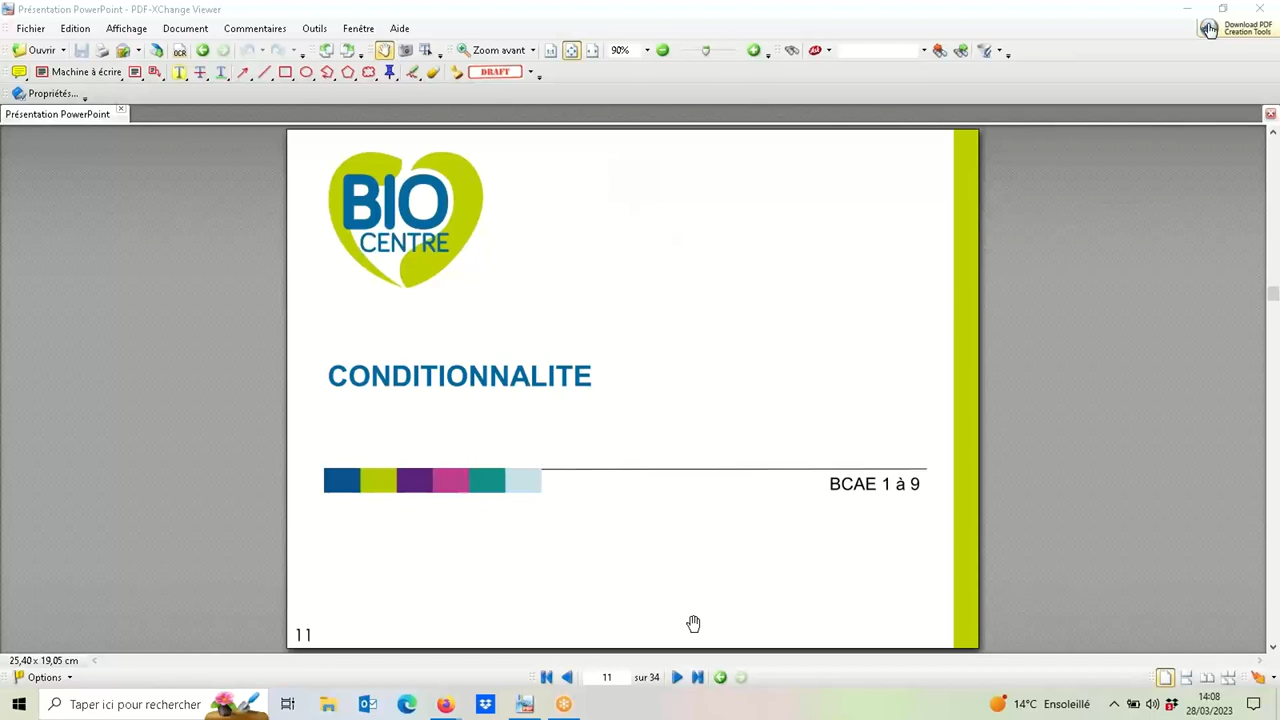 Présentation PowerPoint - PDF-XChange Viewer
Fichier Edition Affichage Document Commentaires Outils Fenêtre Aide
Download PDF
Creation Tools
Ouvrir OCR Zoom avant 90%
Machine à écrire DRAFT
Propriétés...
Présentation PowerPoint
BIO
CENTRE
CONDITIONNALITE
BCAE 1 à 9
11
25,40 x 19,05 cm
Options 11 sur 34
Taper ici pour rechercher 14°C Ensoleillé 14:08
28/03/2023